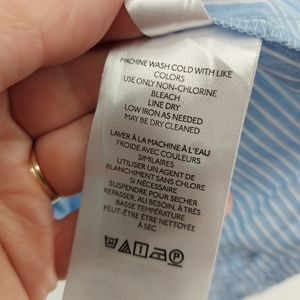 MACHINE WASH COLD WITH LIKE
COLORS
USE ONLY NON-CHLORINE
BLEACH
LINE DRY
LOW IRON AS NEEDED
MAY BE DRY CLEANED
LAVER À LA MACHINE À L'EAU
FROIDE AVEC COULEURS
SIMILAIRES
UTILISER UN AGENT DE
BLANCHIMENT SANS CHLORE
SI NÉCESSAIRE
SUSPENDRE POUR SÉCHER
REPASSER, AU BESOIN, À TRÈS
BASSE TEMPÉRATURE
PEUT-ÊTRE ÊTRE NETTOYÉE
À SEC
P